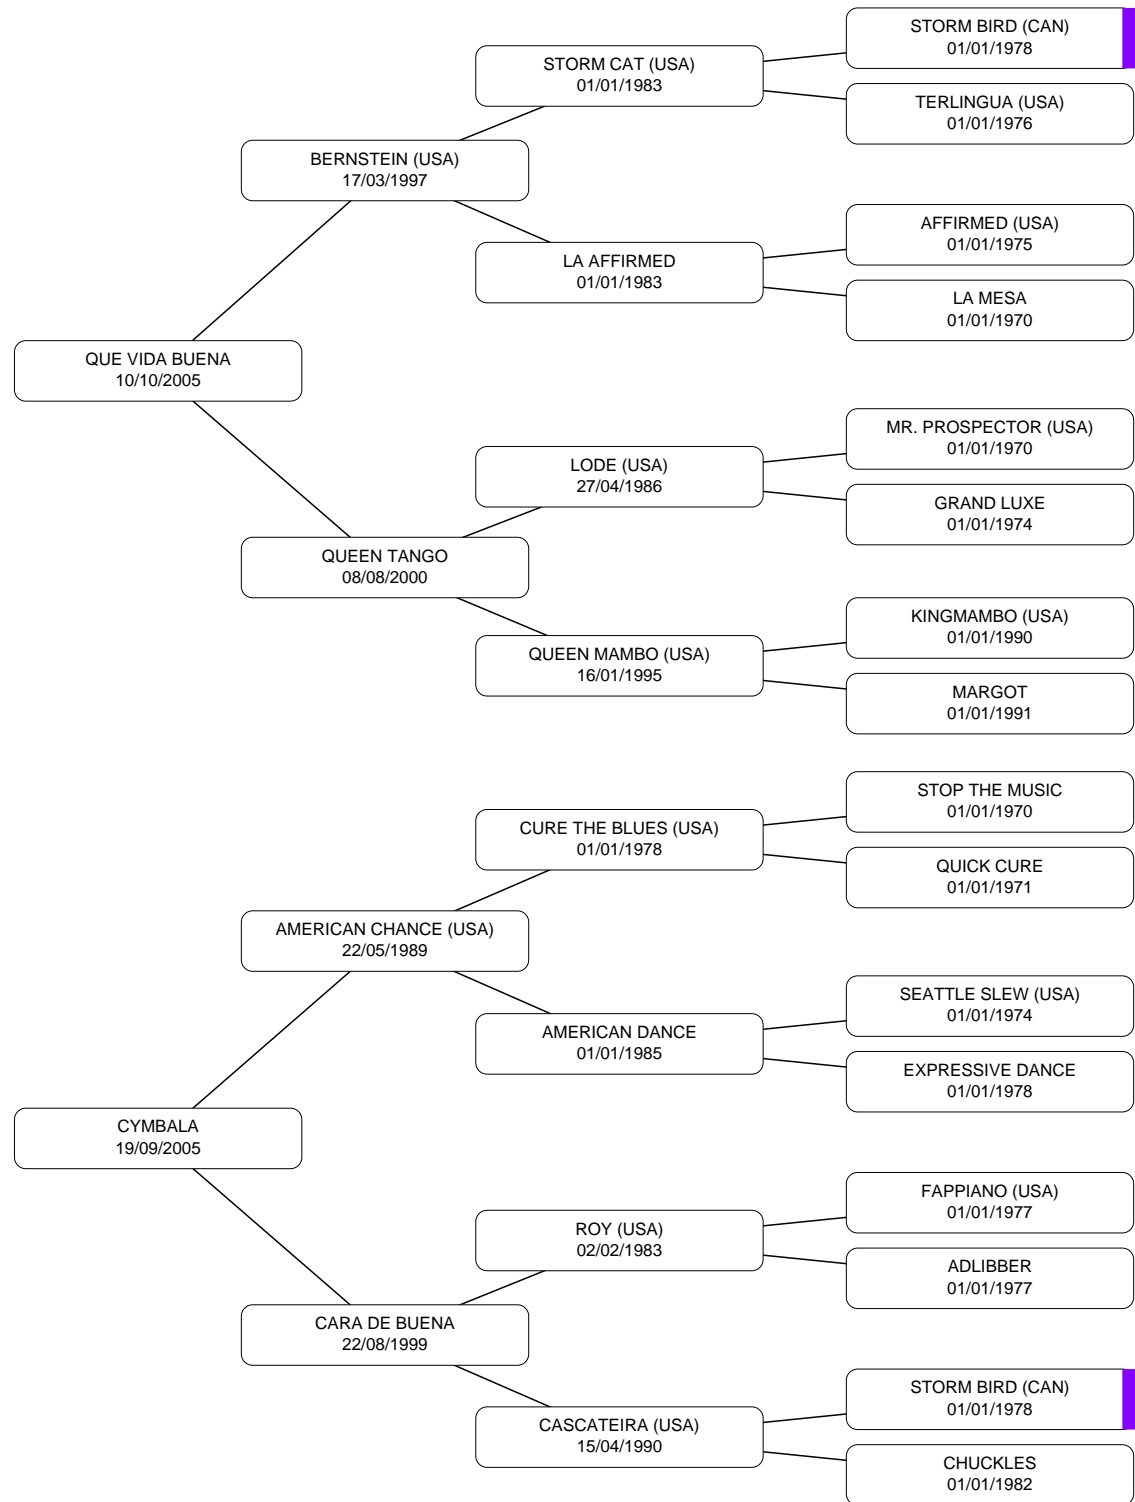 STORM BIRD (CAN)
01/01/1978
STORM CAT (USA)
01/01/1983
TERLINGUA (USA)
01/01/1976
BERNSTEIN (USA)
17/03/1997
AFFIRMED (USA)
01/01/1975
LA AFFIRMED
01/01/1983
LA MESA
01/01/1970
QUE VIDA BUENA
10/10/2005
MR. PROSPECTOR (USA)
01/01/1970
LODE (USA)
27/04/1986
GRAND LUXE
01/01/1974
QUEEN TANGO
08/08/2000
KINGMAMBO (USA)
01/01/1990
QUEEN MAMBO (USA)
16/01/1995
MARGOT
01/01/1991
STOP THE MUSIC
01/01/1970
CURE THE BLUES (USA)
01/01/1978
QUICK CURE
01/01/1971
AMERICAN CHANCE (USA)
22/05/1989
SEATTLE SLEW (USA)
01/01/1974
AMERICAN DANCE
01/01/1985
EXPRESSIVE DANCE
01/01/1978
CYMBALA
19/09/2005
FAPPIANO (USA)
01/01/1977
ROY (USA)
02/02/1983
ADLIBBER
01/01/1977
CARA DE BUENA
22/08/1999
STORM BIRD (CAN)
01/01/1978
CASCATEIRA (USA)
15/04/1990
CHUCKLES
01/01/1982